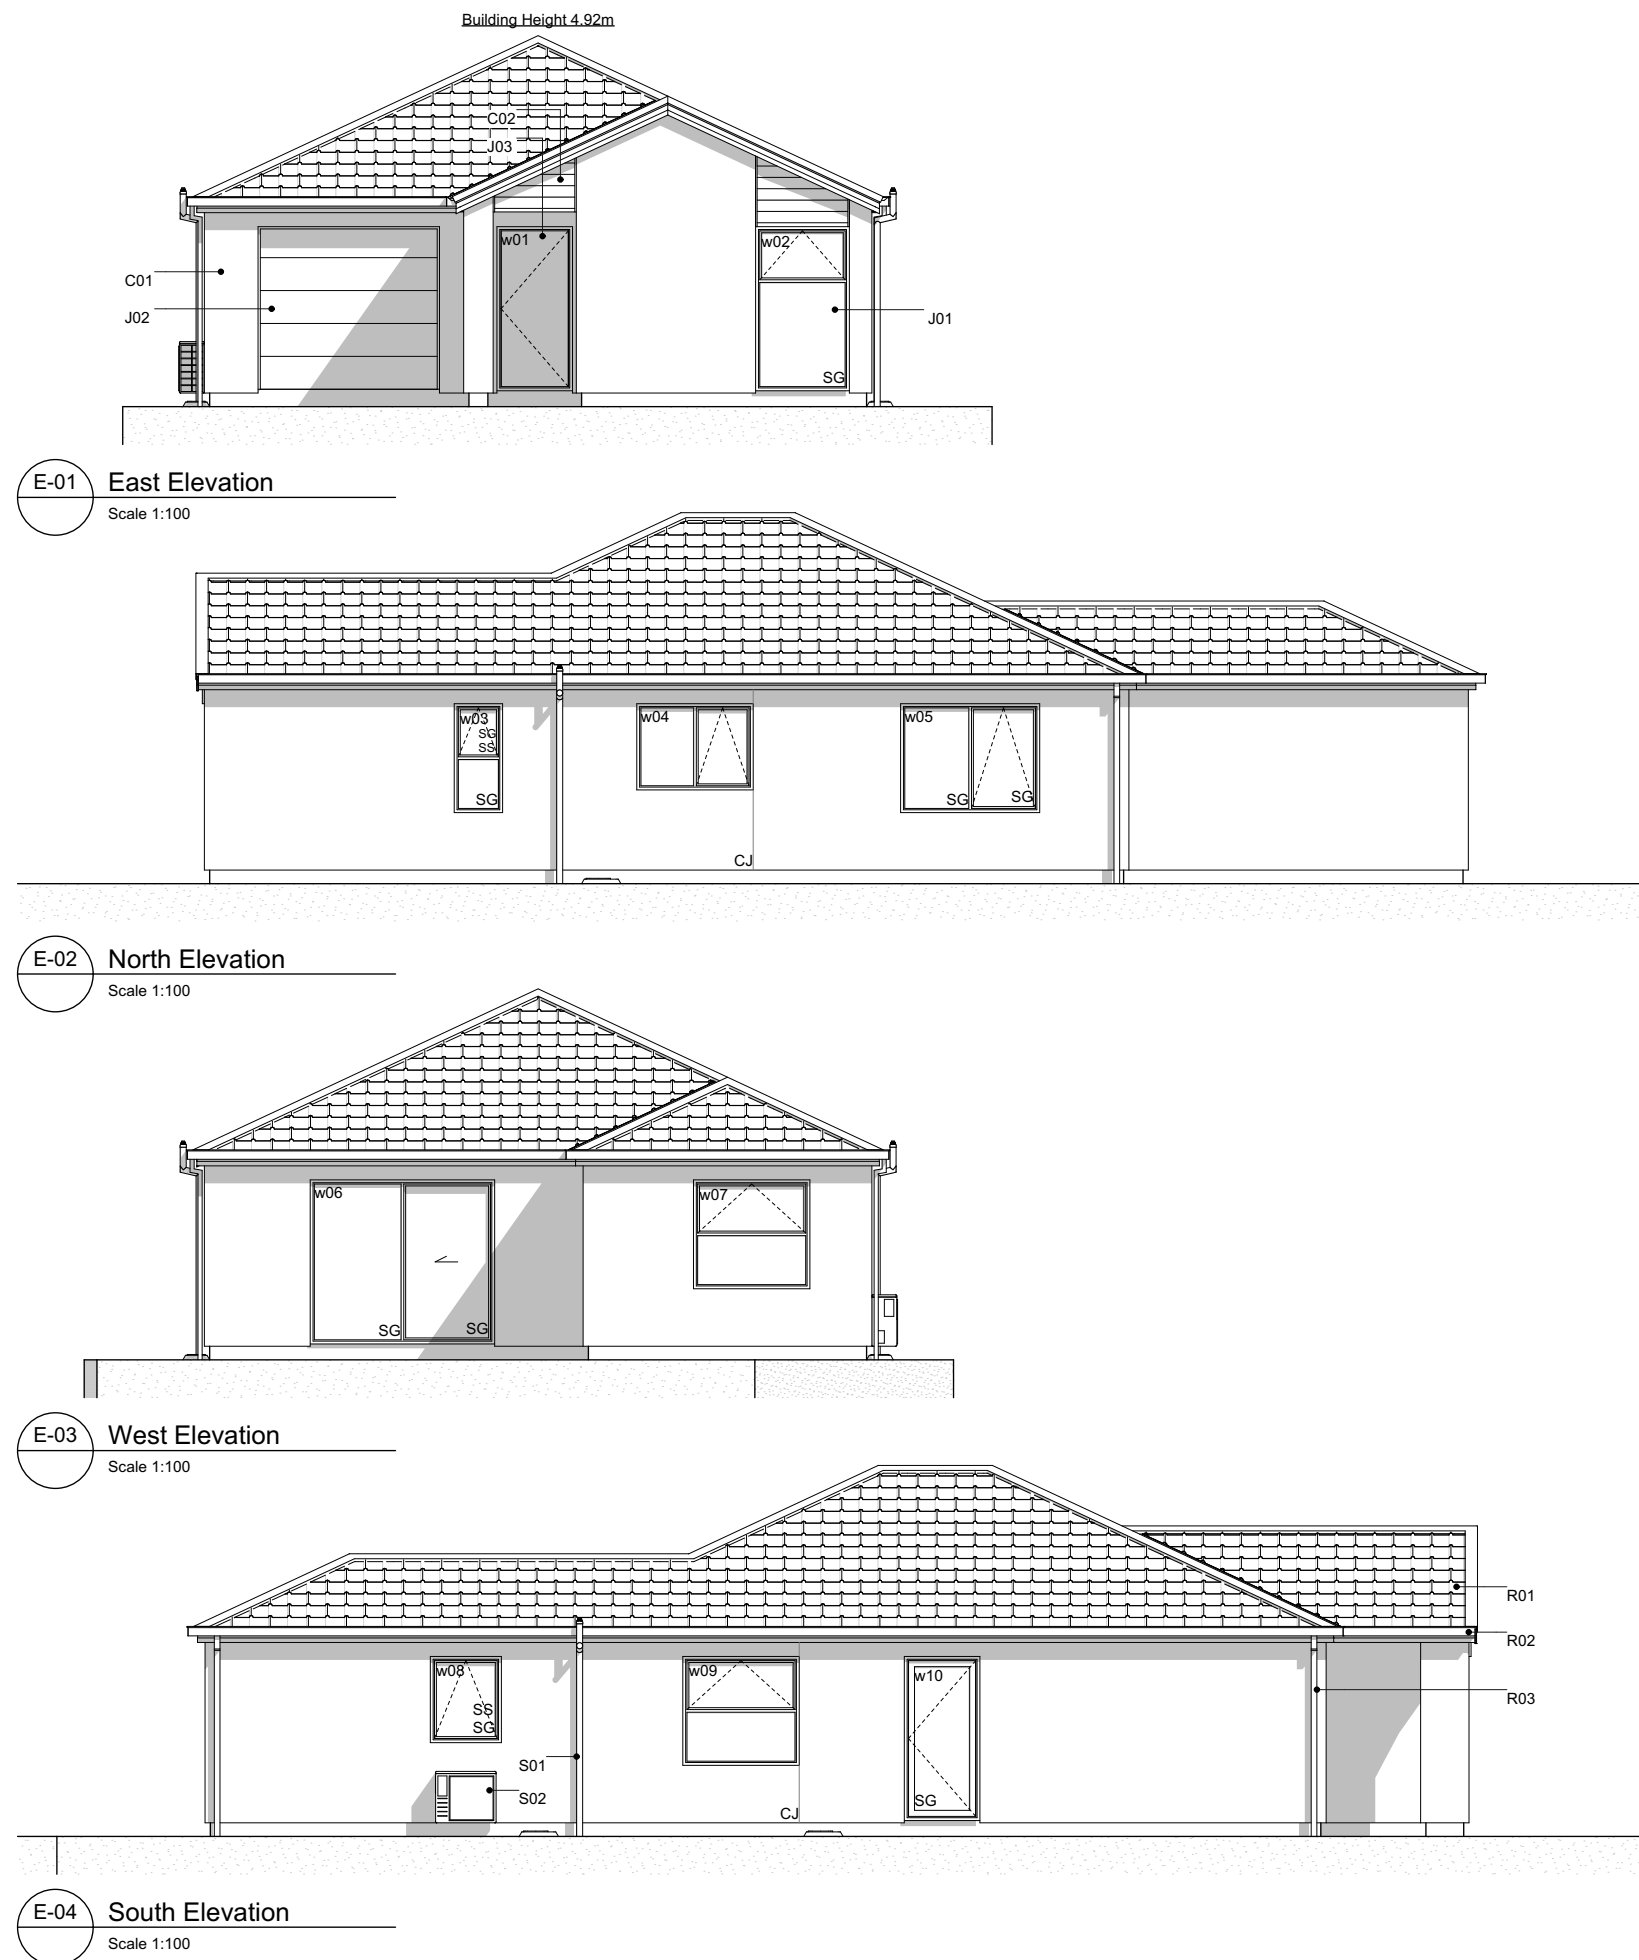 Building Height 4.92m
C02
J03
w01
w02
C01
J02
J01
SG
E-01 East Elevation
Scale 1:100
w03
SG
SS
SG
w04
w05
SG
SG
CJ
E-02 North Elevation
Scale 1:100
w06
w07
SG
SG
E-03 West Elevation
Scale 1:100
R01
R02
w08
SS
SG
w09
w10
R03
S01
S02
SG
CJ
E-04 South Elevation
Scale 1:100